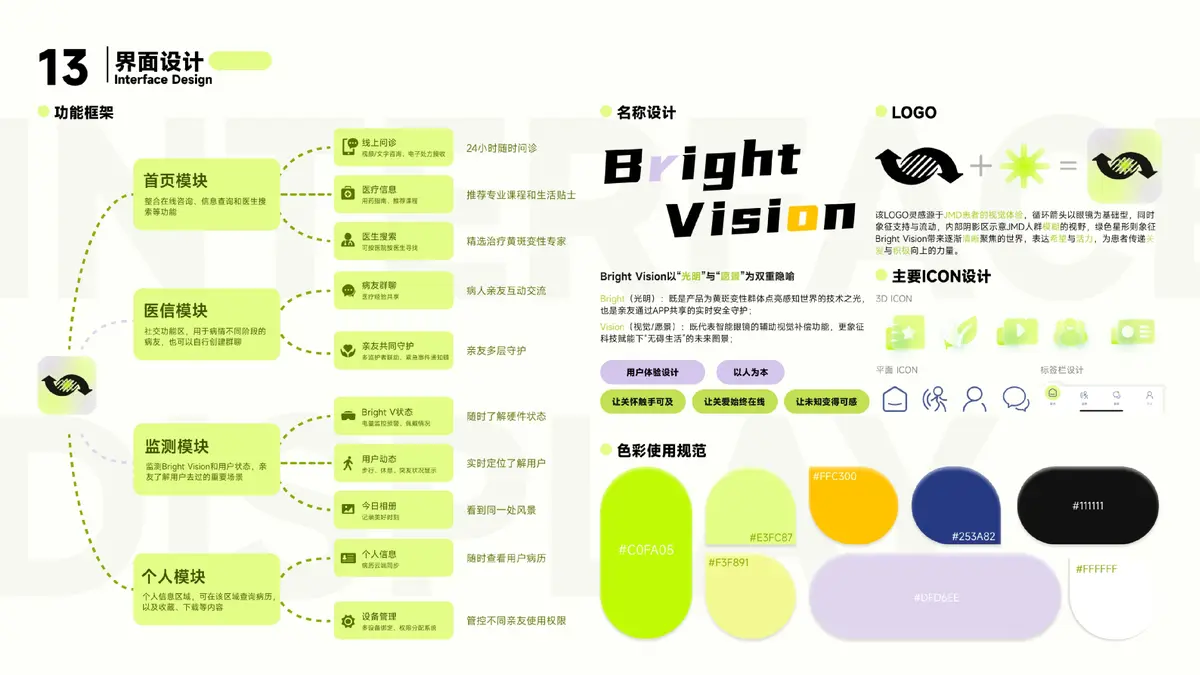 13
界面设计
Interface Design
功能框架
首页模块
整合在线咨询、信息查询和医生搜
索等功能
线上问诊
视频/文字咨询、电子处方接收
24小时随时问诊
医疗信息
用药指南、推荐课程
推荐专业课程和生活贴士
医生搜索
可按医院按医生寻找
精选治疗黄斑变性专家
医信模块
社交功能区，用于病情不同阶段的
病友，也可以自行创建群聊
病友群聊
医疗经验共享
病人亲友互动交流
亲友共同守护
多监护者联动、紧急事件通知链
亲友多层守护
监测模块
监测Bright Vision和用户状态，亲
友了解用户去过的重要场景
Bright V状态
电量监控预警、佩戴情况
随时了解硬件状态
用户动态
步行、休息、突发状况显示
实时定位了解用户
今日相册
记录美好时刻
看到同一处风景
个人模块
个人信息区域，可在该区域查询病历，
以及收藏、下载等内容
个人信息
病历云端同步
随时查看用户病历
设备管理
多设备绑定、权限分配系统
管控不同亲友使用权限
名称设计
Bright
Vision
Bright Vision以“光明”与“愿景”为双重隐喻
Bright（光明）：既是产品为黄斑变性群体点亮感知世界的技术之光，
也是亲友通过APP共享的实时安全守护；
Vision（视觉/愿景）：既代表智能眼镜的辅助视觉补偿功能，更象征
科技赋能下“无碍生活”的未来图景；
用户体验设计
以人为本
让关怀触手可及
让关爱始终在线
让未知变得可感
LOGO
+
=
该LOGO灵感源于JMD患者的视觉体验，循环箭头以眼镜为基础型，同时
象征支持与流动，内部阴影区示意JMD人群模糊的视野，绿色星形则象征
Bright Vision带来逐渐清晰聚焦的世界，表达希望与活力，为患者传递关
爱与积极向上的力量。
主要ICON设计
3D ICON
平面 ICON
标答栏设计
色彩使用规范
#C0FA05
#E3FC87
#F3F891
#FFC300
#253A82
#111111
#DFD6EE
#FFFFFF
INTERFACE
DISPLAY